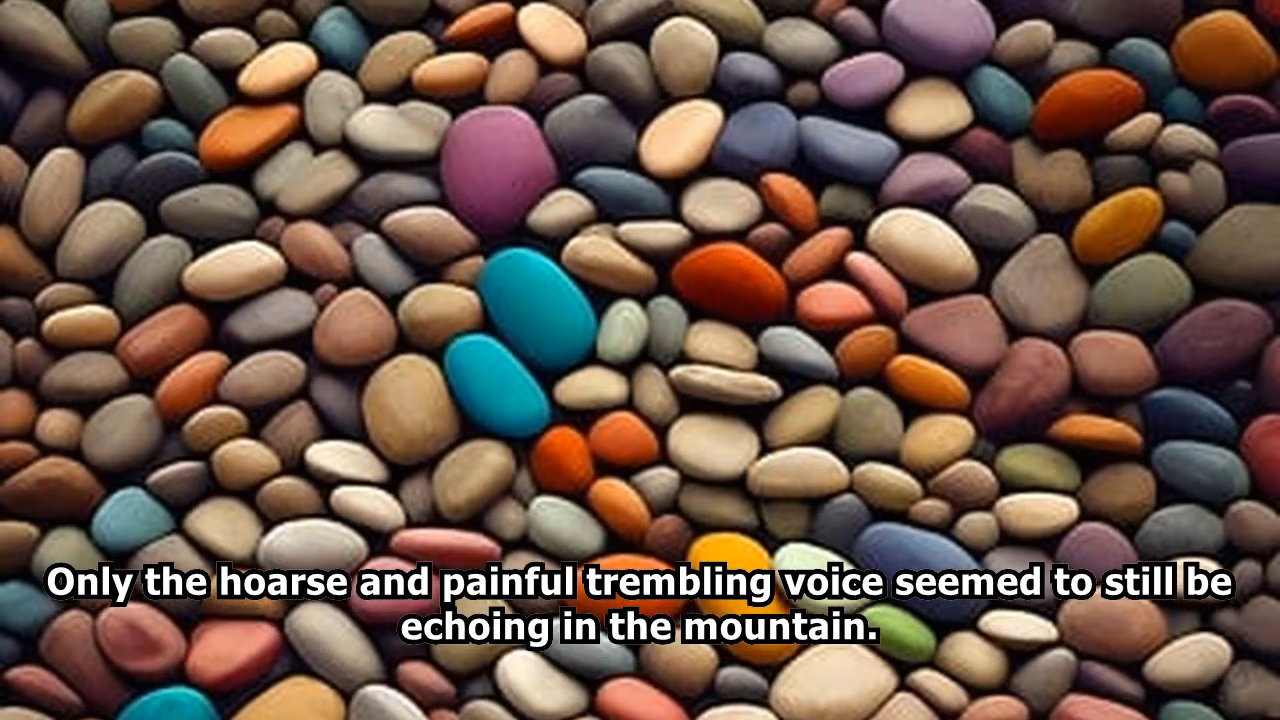 Only the hoarse and painful trembling voice seemed to still be
echoing in the mountain.